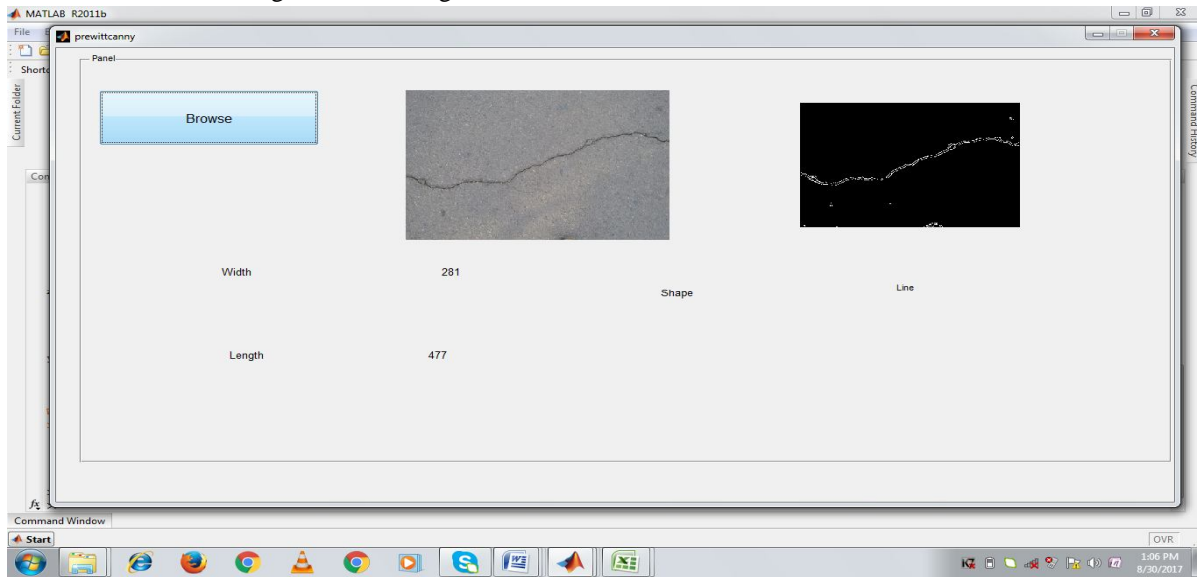 MATLAB R2011b
File
prewittcanny
Panel
Current Folder
Command History
Browse
Width
281
Shape
Line
Length
477
fx
Command Window
Start
OVR
1:06 PM
8/30/2017